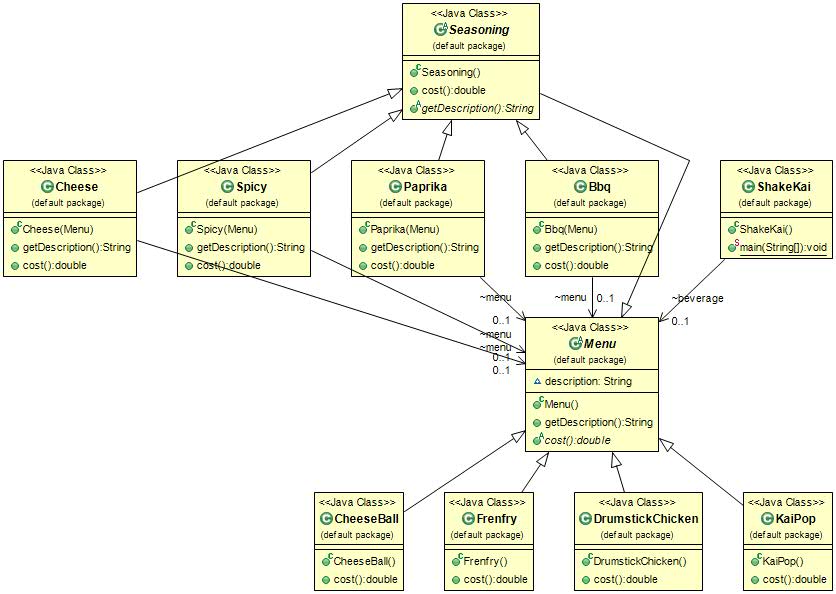 <<Java Class>>
Seasoning
(default package)
Seasoning()
cost():double
getDescription():String
<<Java Class>>
Cheese
(default package)
Cheese(Menu)
getDescription():String
cost():double
<<Java Class>>
Spicy
(default package)
Spicy(Menu)
getDescription():String
cost():double
<<Java Class>>
Paprika
(default package)
Paprika(Menu)
getDescription():String
cost():double
<<Java Class>>
Bbq
(default package)
Bbq(Menu)
getDescription():String
cost():double
<<Java Class>>
ShakeKai
(default package)
ShakeKai()
main(String[]):void
~menu
0..1
~menu
0..1
~beverage
0..1
~menu
~menu
0..1
0..1
<<Java Class>>
Menu
(default package)
description: String
Menu()
getDescription():String
cost():double
<<Java Class>>
CheeseBall
(default package)
CheeseBall()
cost():double
<<Java Class>>
Frenfry
(default package)
Frenfry()
cost():double
<<Java Class>>
DrumstickChicken
(default package)
DrumstickChicken()
cost():double
<<Java Class>>
KaiPop
(default package)
KaiPop()
cost():double